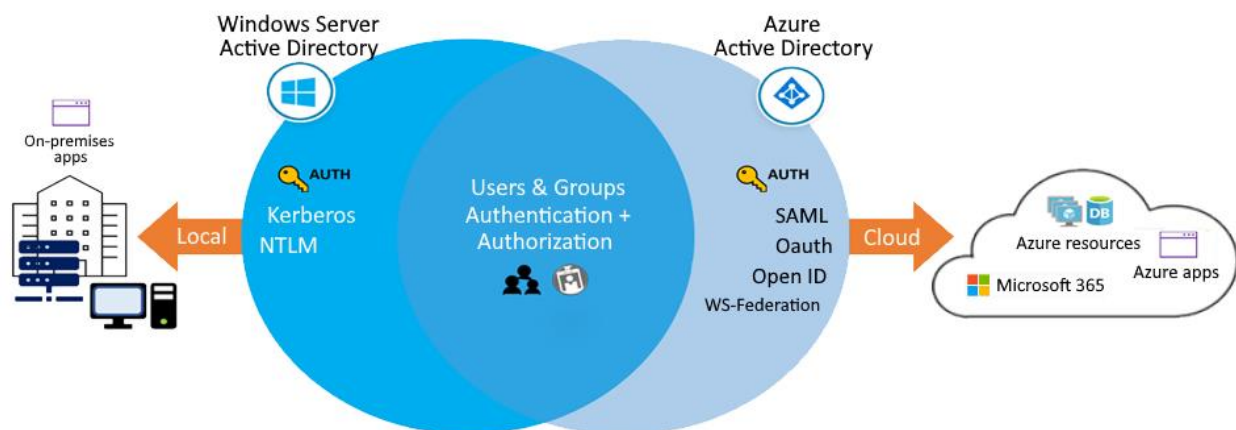 Windows Server
Active Directory
Azure
Active Directory
On-premises
apps
AUTH
Kerberos
NTLM
Local
Users & Groups
Authentication +
Authorization
AUTH
SAML
Oauth
Open ID
WS-Federation
Cloud
DB
Azure resources
Azure apps
Microsoft 365